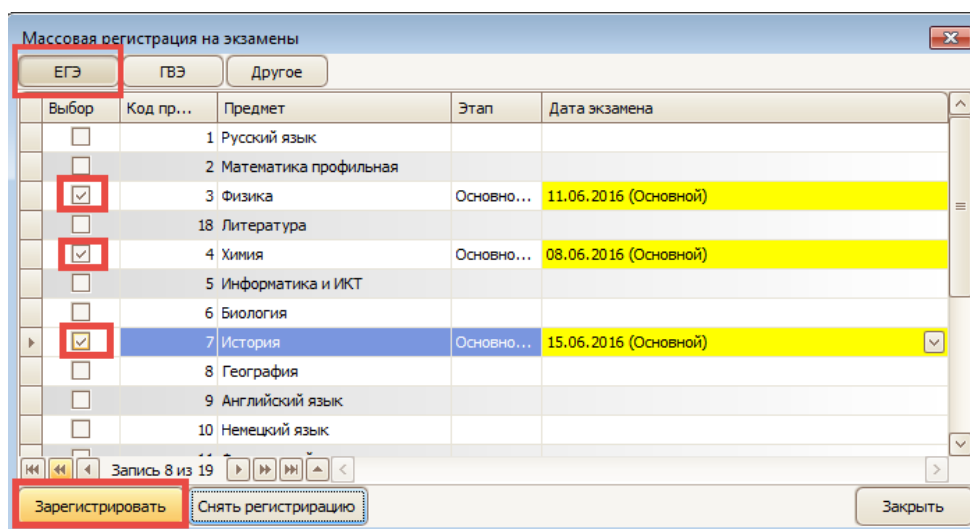 Массовая регистрация на экзамены
ЕГЭ ГВЭ Другое
Выбор Код пр... Предмет Этап Дата экзамена
1 Русский язык
2 Математика профильная
3 Физика Основно... 11.06.2016 (Основной)
18 Литература
4 Химия Основно... 08.06.2016 (Основной)
5 Информатика и ИКТ
6 Биология
7 История Основно... 15.06.2016 (Основной)
8 География
9 Английский язык
10 Немецкий язык
Запись 8 из 19
Зарегистрировать Снять регистрирацию Закрыть